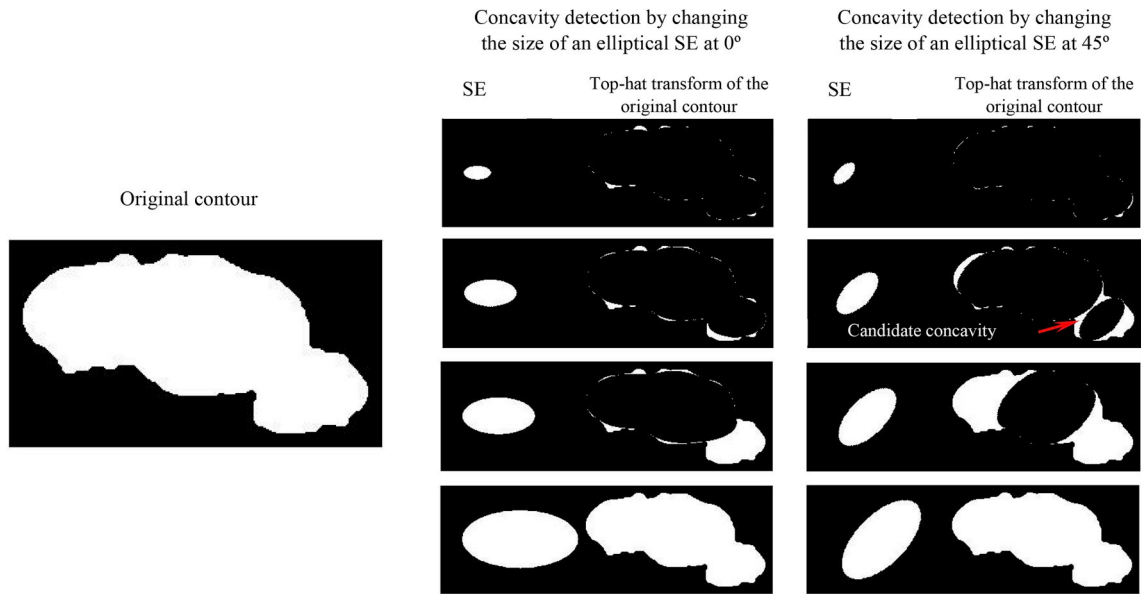 Concavity detection by changing
the size of an elliptical SE at 0º
Concavity detection by changing
the size of an elliptical SE at 45º
SE
Top-hat transform of the
original contour
SE
Top-hat transform of the
original contour
Original contour
Candidate concavity